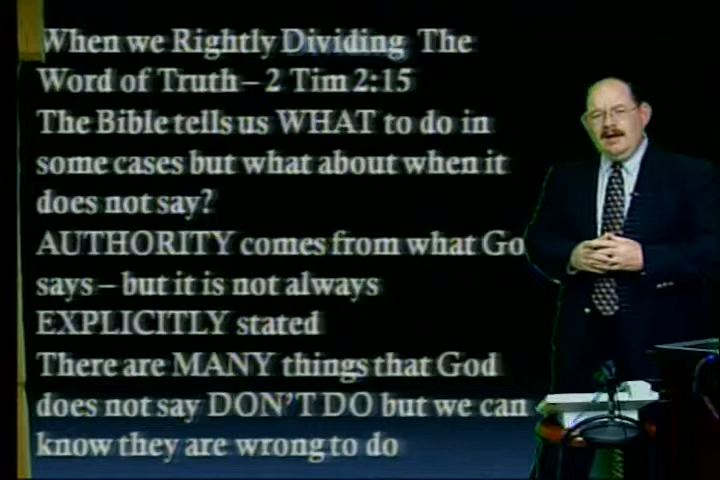 When we Rightly Dividing The
Word of Truth – 2 Tim 2:15
The Bible tells us WHAT to do in
some cases but what about when it
does not say?
AUTHORITY comes from what Go
says – but it is not always
EXPLICITLY stated
There are MANY things that God
does not say DON'T DO but we can
know they are wrong to do